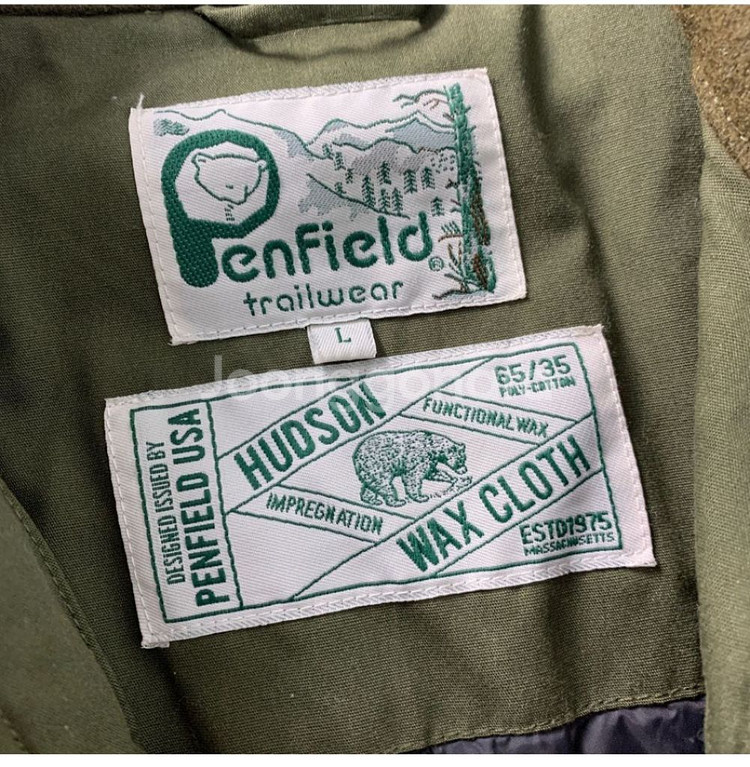 Penfield®
trailwear
L
DESIGNED ISSUED BY
PENFIELD USA
HUDSON
65/35
POLY-COTTON
FUNCTIONAL WAX
IMPREGNATION
WAX CLOTH
ESTD1975
MASSACHUSETTS